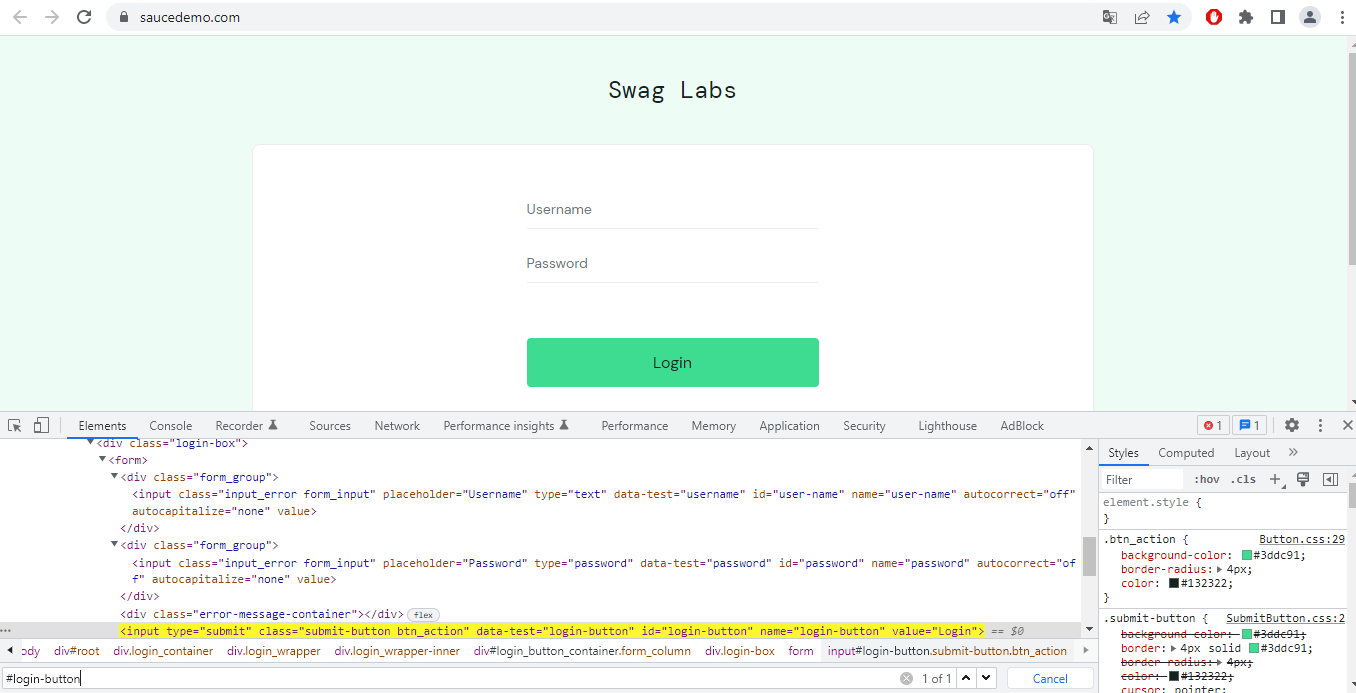 saucedemo.com
Swag Labs
Username
Password
Login
Elements Console Recorder Sources Network Performance insights Performance Memory Application Security Lighthouse AdBlock 1 1
<div class="login-box">
<form>
<div class="form_group">
<input class="input_error form_input" placeholder="Username" type="text" data-test="username" id="user-name" name="user-name" autocorrect="off"
autocapitalize="none" value>
</div>
<div class="form_group">
<input class="input_error form_input" placeholder="Password" type="password" data-test="password" id="password" name="password" autocorrect="of
f" autocapitalize="none" value>
</div>
<div class="error-message-container"></div> flex
... <input type="submit" class="submit-button btn_action" data-test="login-button" id="login-button" name="login-button" value="Login"> == $0
ody div#root div.login_container div.login_wrapper div.login_wrapper-inner div#login_button_container.form_column div.login-box form input#login-button.submit-button.btn_action
#login-button 1 of 1 Cancel
Styles Computed Layout »
Filter :hov .cls +
element.style {
}
.btn_action { Button.css:29
background-color: #3ddc91;
border-radius: 4px;
color: #132322;
}
.submit-button { SubmitButton.css:2
background-color: #3ddc91;
border: 4px solid #3ddc91;
border-radius: 4px;
color: #132322;
cursor: pointer;